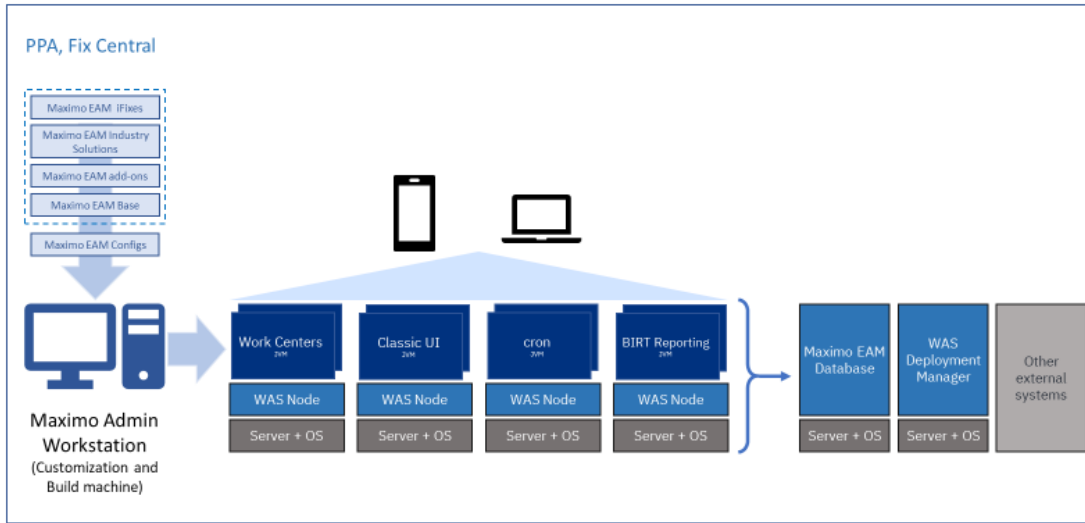 PPA, Fix Central
Maximo EAM iFixes
Maximo EAM Industry
Solutions
Maximo EAM add-ons
Maximo EAM Base
Maximo EAM Configs
Maximo Admin
Workstation
(Customization and
Build machine)
Work Centers
JVM
WAS Node
Server + OS
Classic UI
JVM
WAS Node
Server + OS
cron
JVM
WAS Node
Server + OS
BIRT Reporting
JVM
WAS Node
Server + OS
Maximo EAM
Database
Server + OS
WAS
Deployment
Manager
Server + OS
Other
external
systems